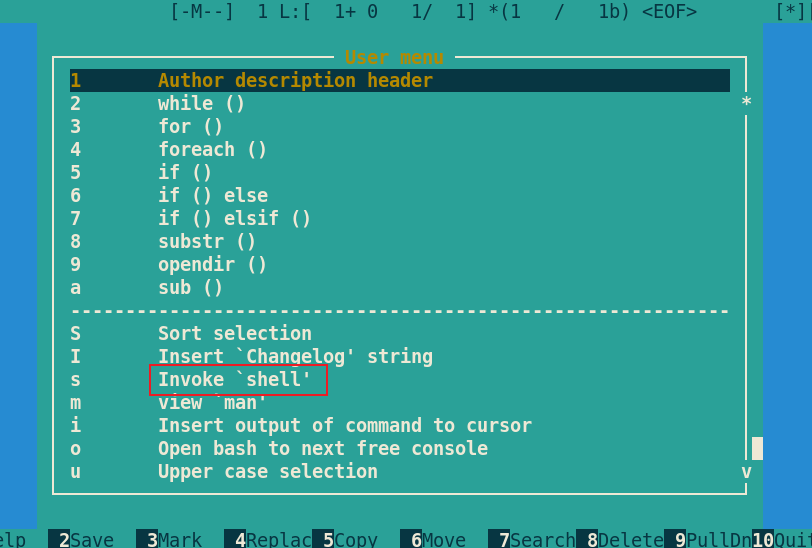 [-M--]  1 L:[  1+ 0   1/  1] *(1   /   1b) <EOF>       [*][
User menu
1       Author description header
2       while ()
*
3       for ()
4       foreach ()
5       if ()
6       if () else
7       if () elsif ()
8       substr ()
9       opendir ()
a       sub ()
S       Sort selection
I       Insert `Changelog' string
s       Invoke `shell'
m       view `man'
i       Insert output of command to cursor
o       Open bash to next free console
u       Upper case selection
v
elp   2Save   3Mark   4Replac 5Copy   6Move   7Search 8Delete 9PullDn 10Quit